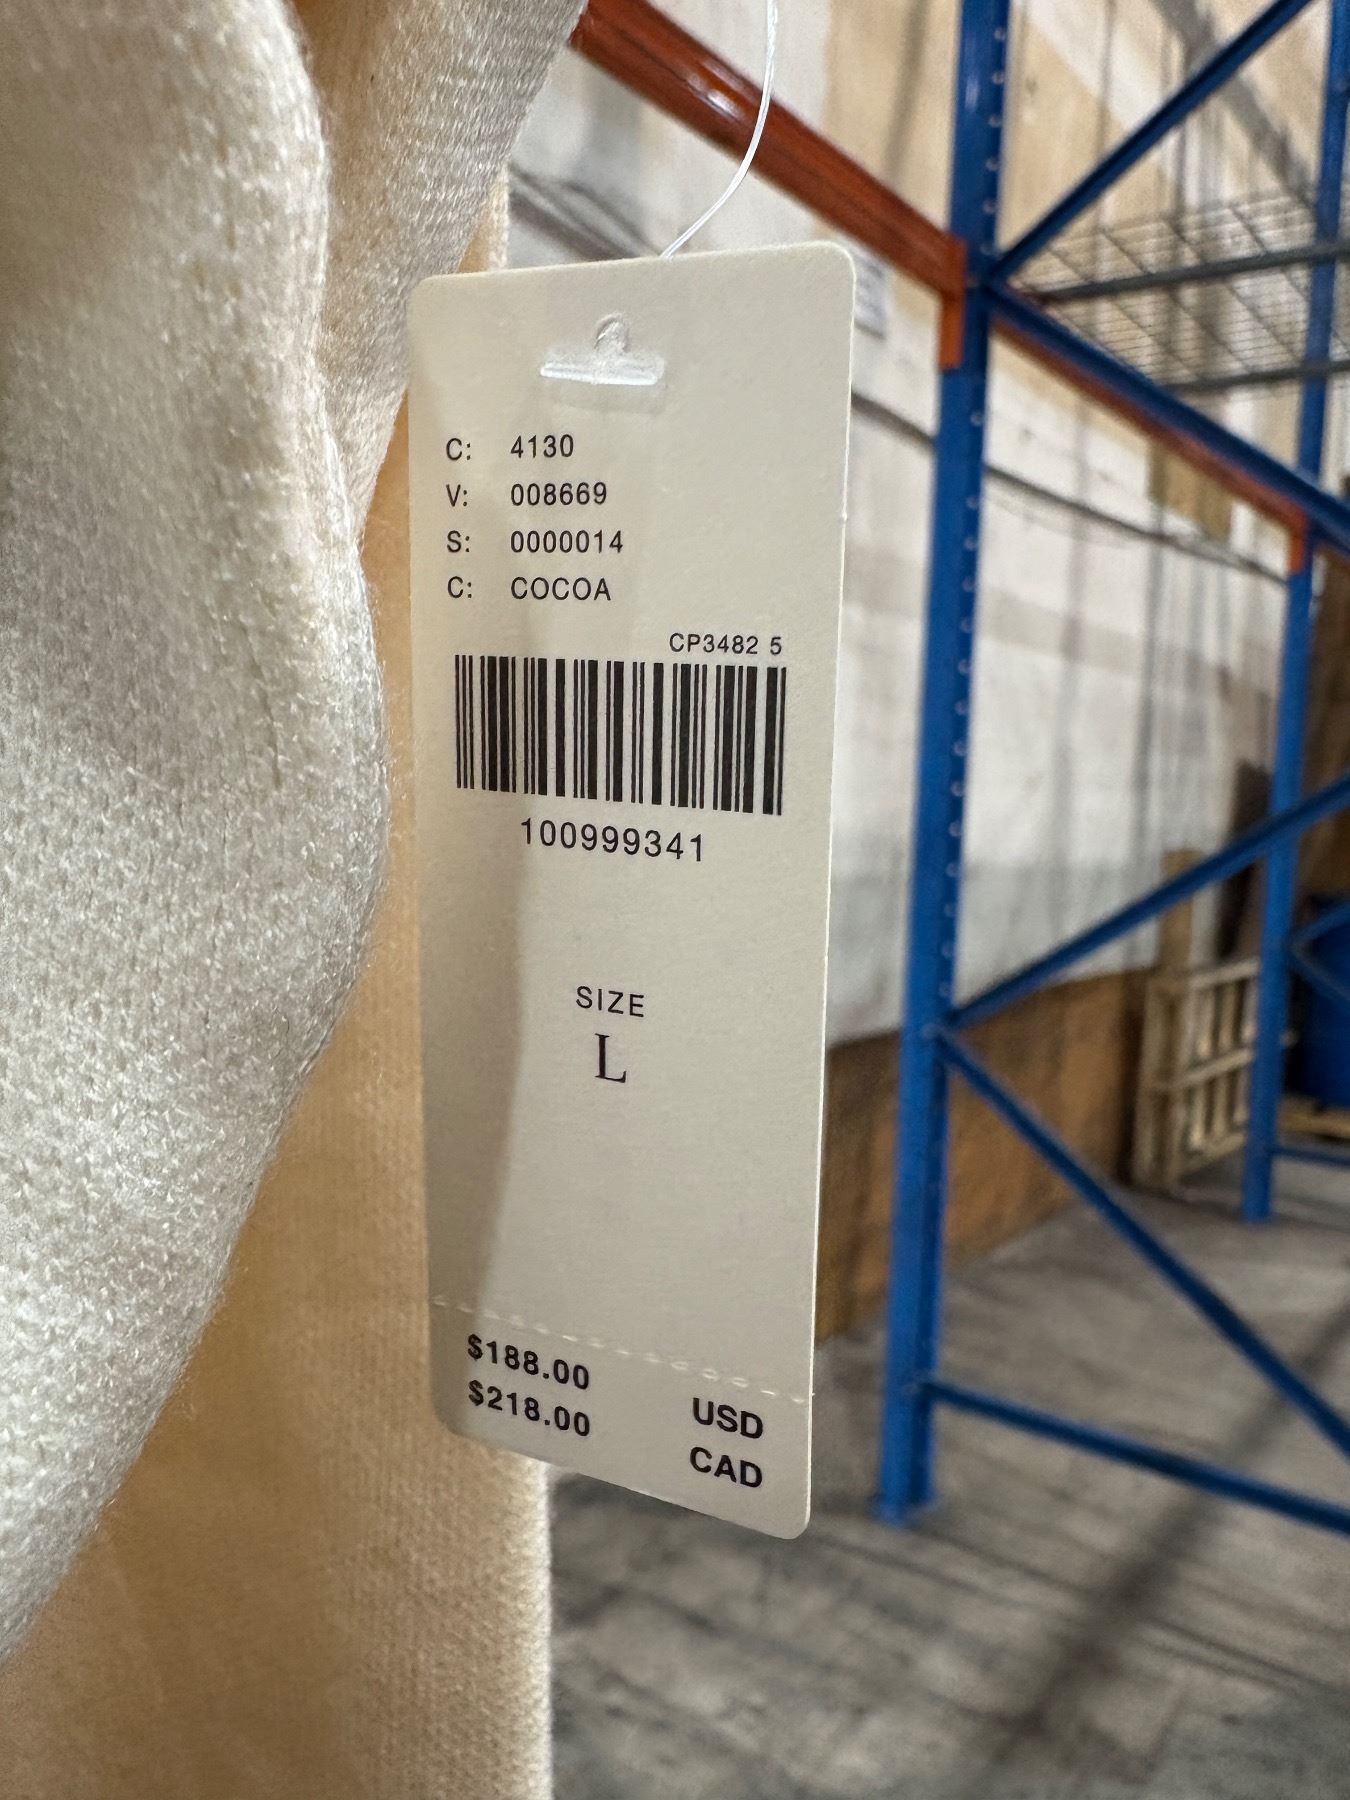 C: 4130
V: 008669
S: 0000014
C: COCOA
CP3482 5
100999341
SIZE
L
$188.00 USD
$218.00 CAD